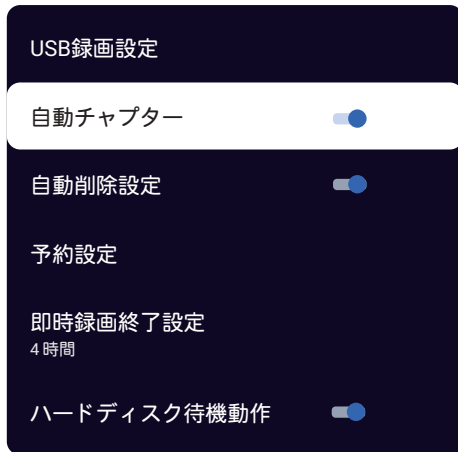 USB録画設定
自動チャプター
自動削除設定
予約設定
即時録画終了設定
4時間
ハードディスク待機動作